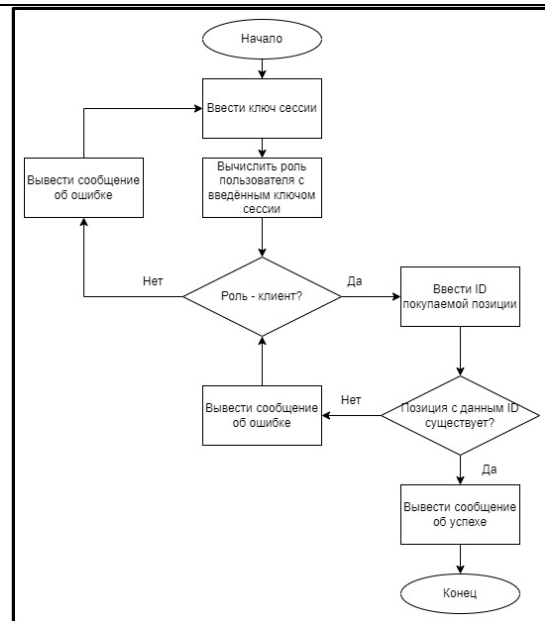 Начало
Ввести ключ сессии
Вывести сообщение
об ошибке
Вычислить роль
пользователя с
введённым ключом
сессии
Нет
Роль - клиент?
Да
Ввести ID
покупаемой позиции
Вывести сообщение
об ошибке
Нет
Позиция с данным ID
существует?
Да
Вывести сообщение
об успехе
Конец